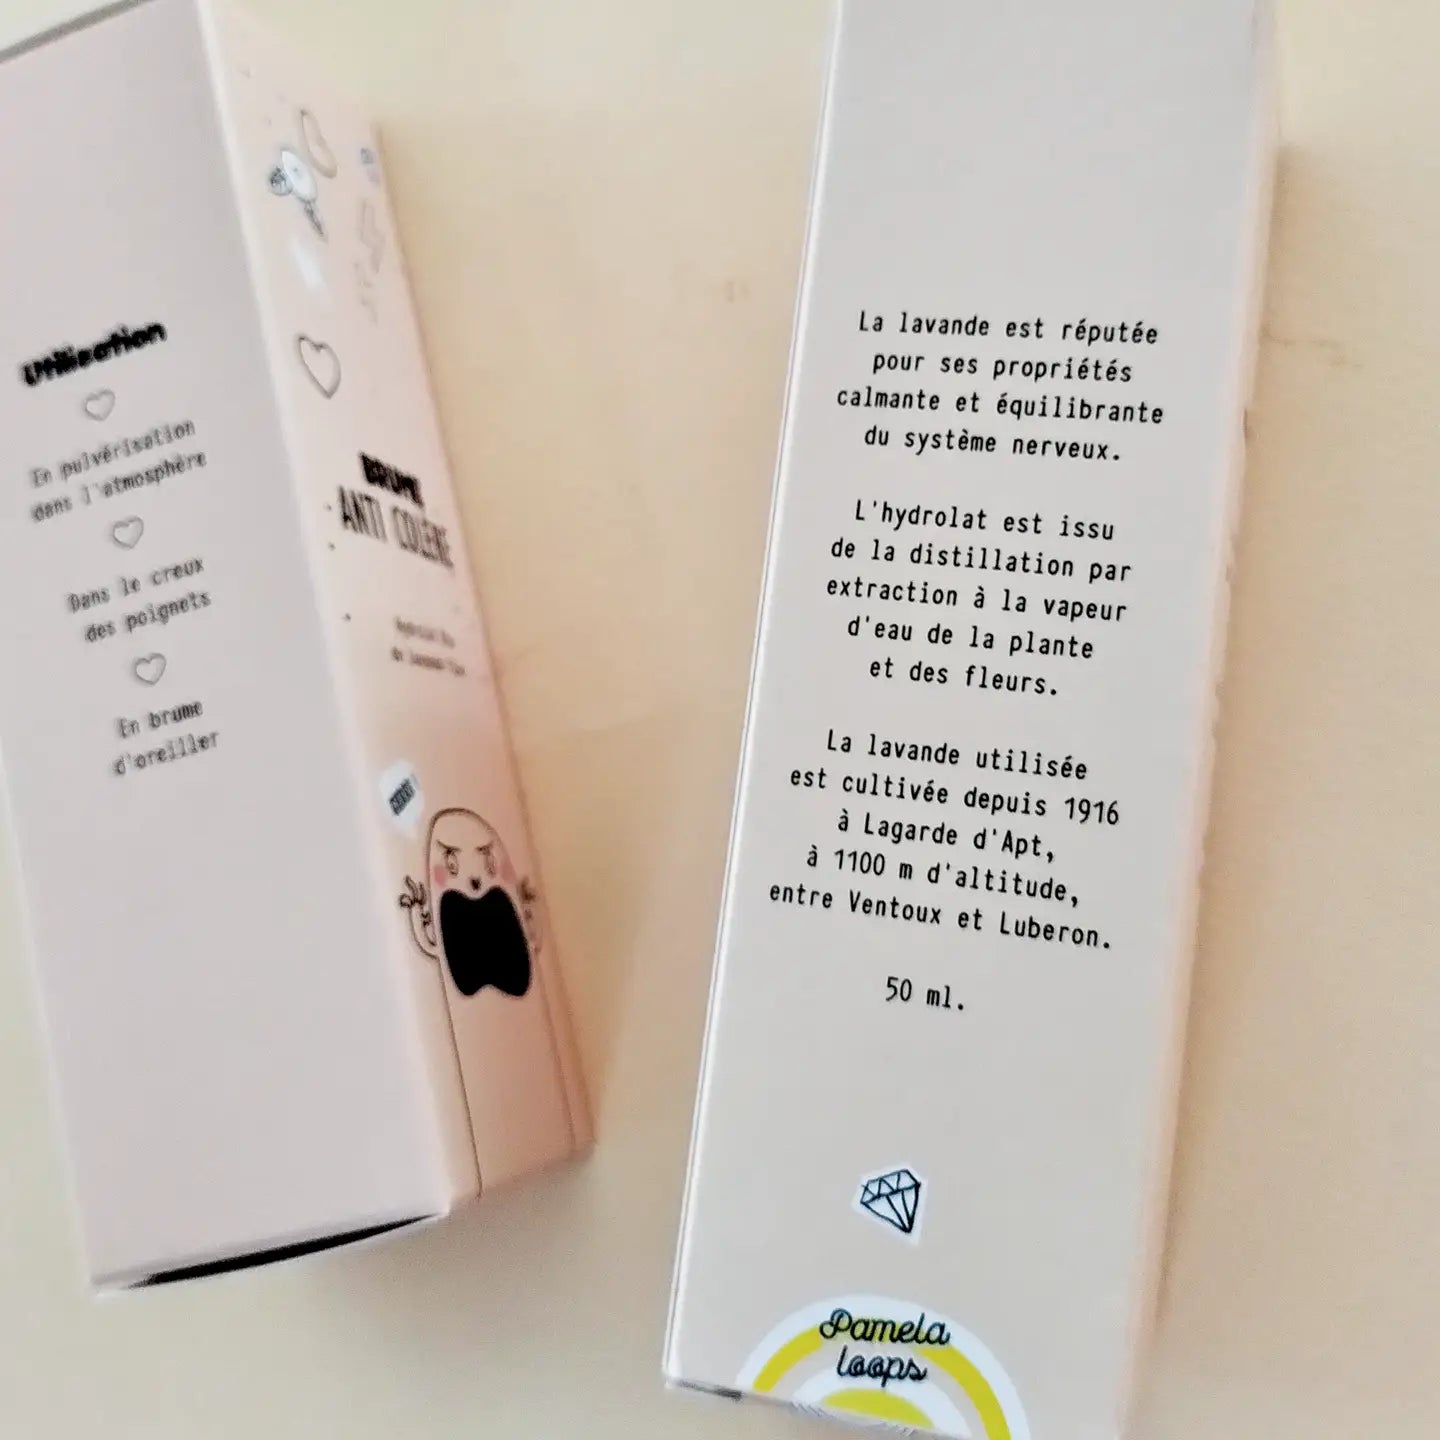 Utilisation
En pulvérisation
dans l'atmosphère
Dans le creux
des poignets
En brume
d'oreiller
BRUME
ANTI COLÈRE
La lavande est réputée
pour ses propriétés
calmante et équilibrante
du système nerveux.
L'hydrolat est issu
de la distillation par
extraction à la vapeur
d'eau de la plante
et des fleurs.
La lavande utilisée
est cultivée depuis 1916
à Lagarde d'Apt,
à 1100 m d'altitude,
entre Ventoux et Luberon.
50 ml.
Pamela
loops